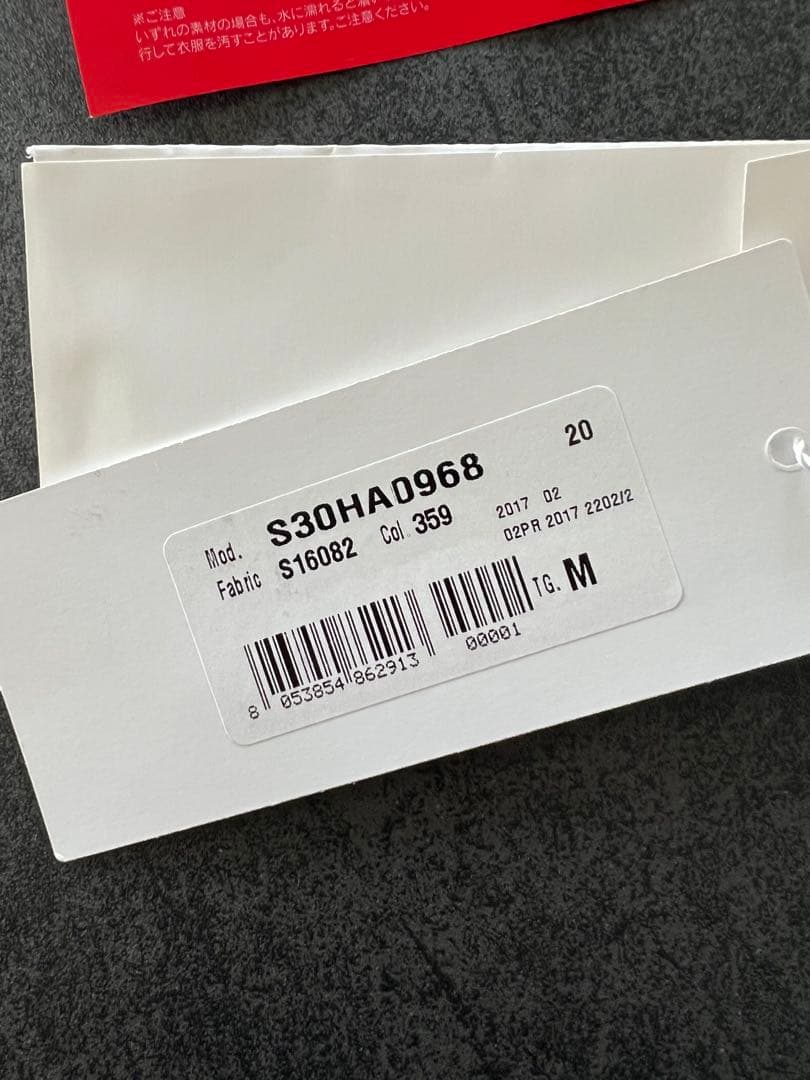 ※ご注意
いずれの素材の場合も、水に濡れると濃い
行して衣服を汚すことがあります。ご注意ください。
20
Mod. S30HA0968
Fabric S16082 Col. 359
2017 02
02PR 2017 2202/2
TG. M
8 053854 862913 00001